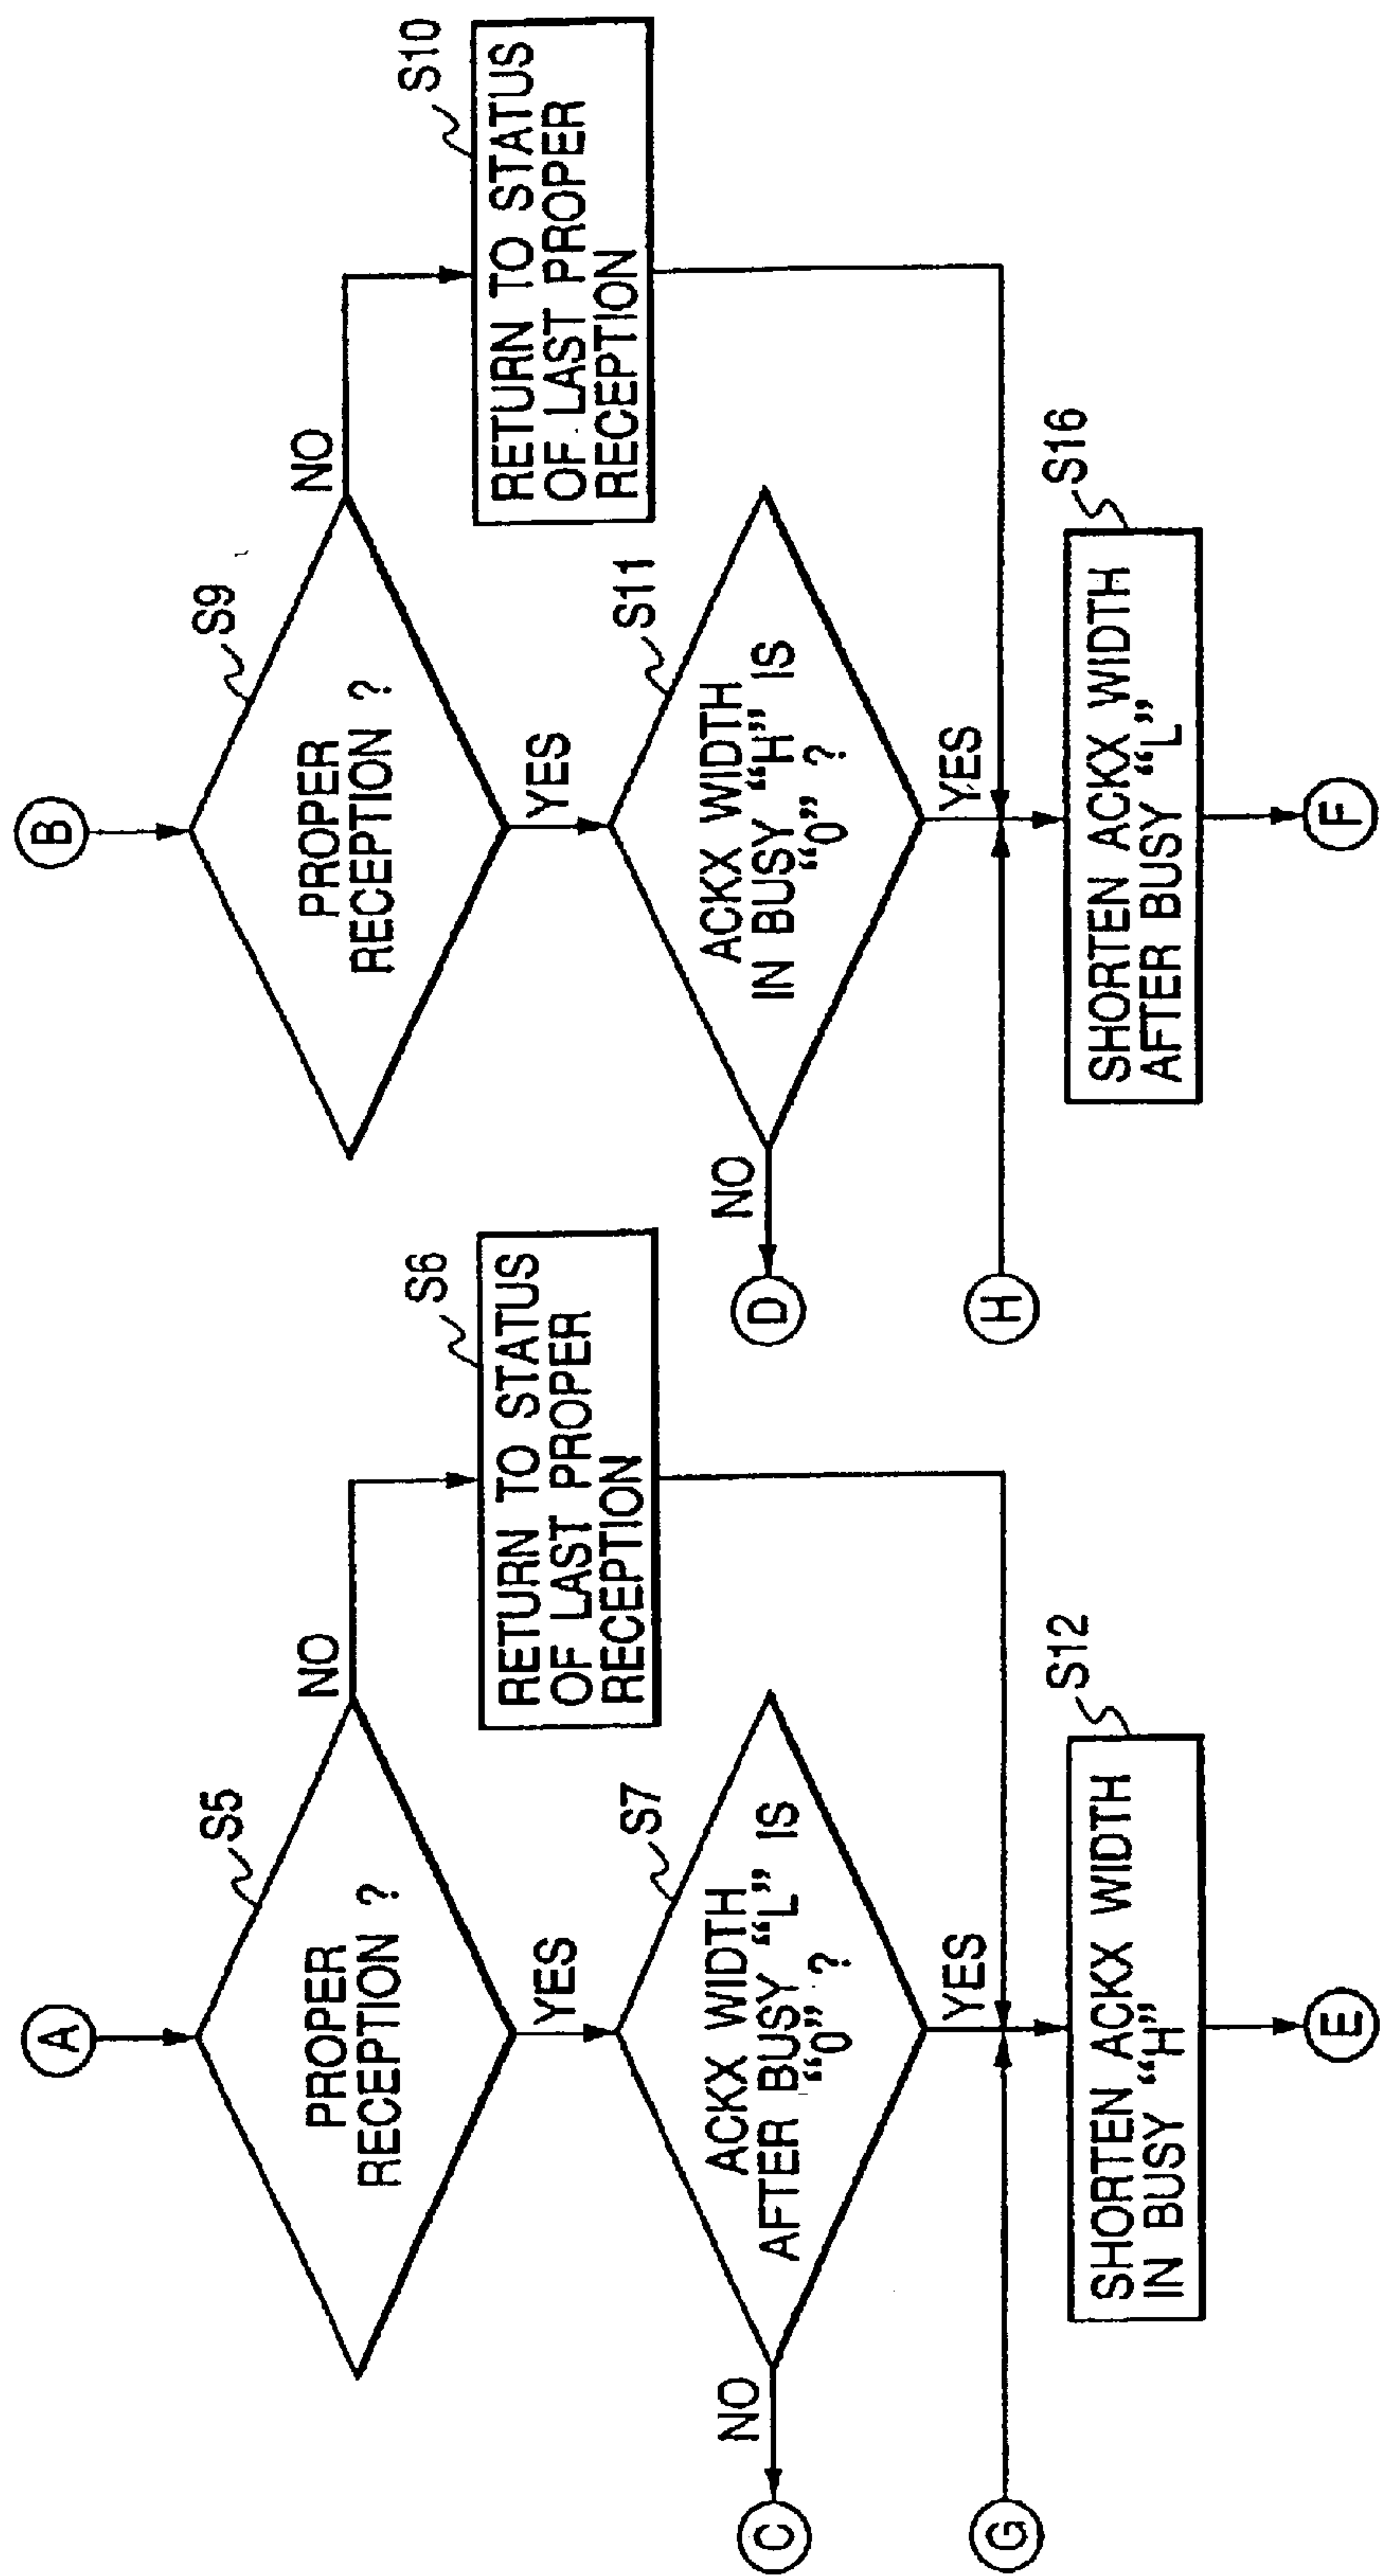 A
S5
PROPER
RECEPTION ?
NO
YES
S6
RETURN TO STATUS
OF LAST PROPER
RECEPTION
S7
ACKX WIDTH
AFTER BUSY “L” IS
“0” ?
NO
C
YES
G
S12
SHORTEN ACKX WIDTH
IN BUSY “H”
E
B
S9
PROPER
RECEPTION ?
NO
YES
S10
RETURN TO STATUS
OF LAST PROPER
RECEPTION
S11
ACKX WIDTH
IN BUSY “H” IS
“0” ?
NO
D
YES
H
S16
SHORTEN ACKX WIDTH
AFTER BUSY “L”
F